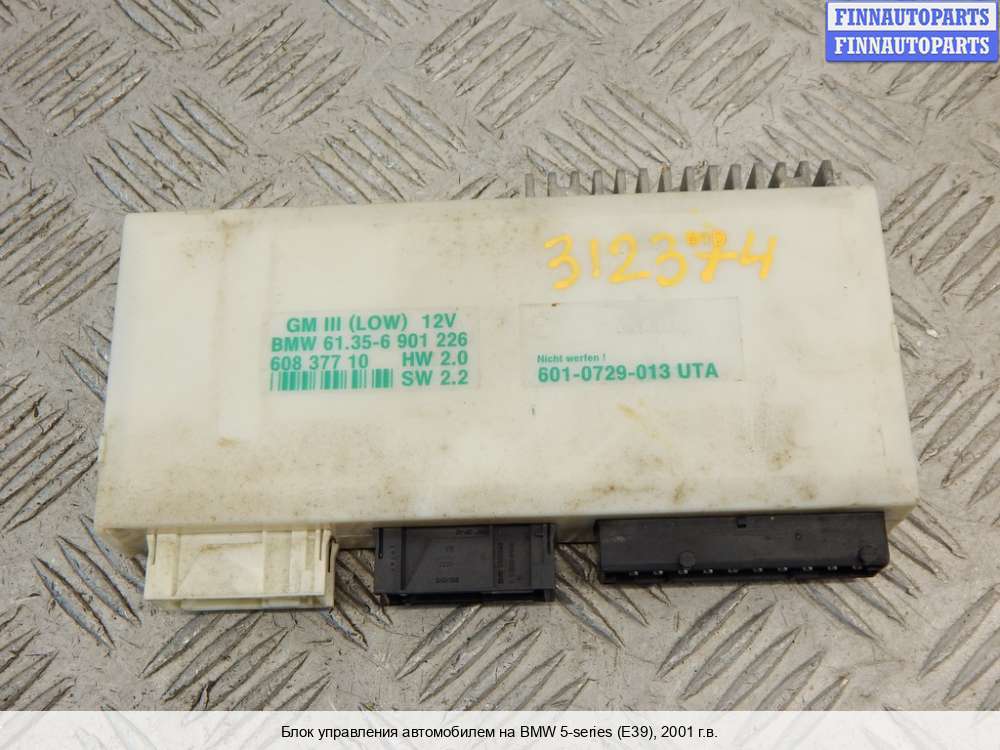 FINNAUTOPARTS
FINNAUTOPARTS
312374
GM III (LOW) 12V
BMW 61.35-6 901 226
608 377 10 HW 2.0
SW 2.2
Nicht werfen !
601-0729-013 UTA
Блок управления автомобилем на BMW 5-series (E39), 2001 г.в.